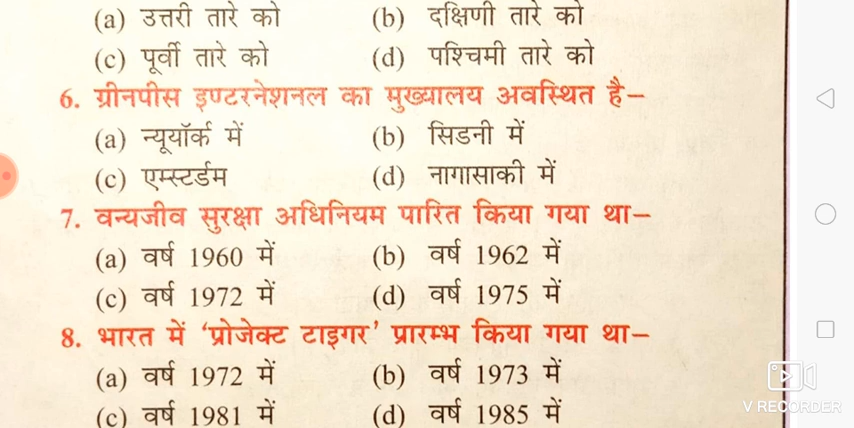 (a) उत्तरी तारे को (b) दक्षिणी तारे को
(c) पूर्वी तारे को (d) पश्चिमी तारे को
6. ग्रीनपीस इण्टरनेशनल का मुख्यालय अवस्थित है–
(a) न्यूयॉर्क में (b) सिडनी में
(c) एम्स्टर्डम (d) नागासाकी में
7. वन्यजीव सुरक्षा अधिनियम पारित किया गया था–
(a) वर्ष 1960 में (b) वर्ष 1962 में
(c) वर्ष 1972 में (d) वर्ष 1975 में
8. भारत में ‘प्रोजेक्ट टाइगर’ प्रारम्भ किया गया था–
(a) वर्ष 1972 में (b) वर्ष 1973 में
(c) वर्ष 1981 में (d) वर्ष 1985 में
V RECORDER